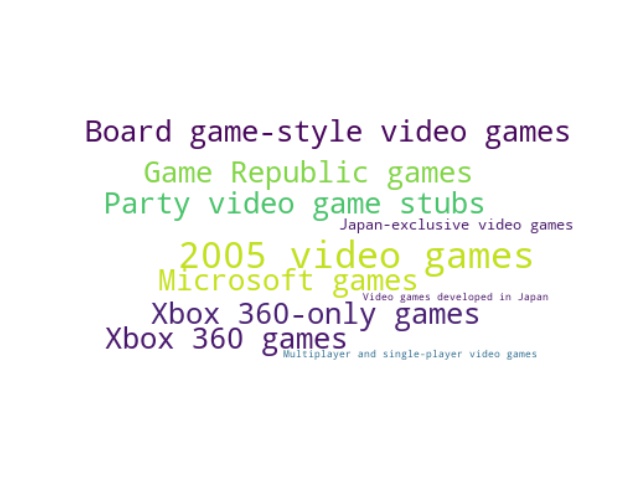 Board game-style video games
Game Republic games
Party video game stubs
Japan-exclusive video games
2005 video games
Microsoft games
Video games developed in Japan
Xbox 360-only games
Xbox 360 games
Multiplayer and single-player video games